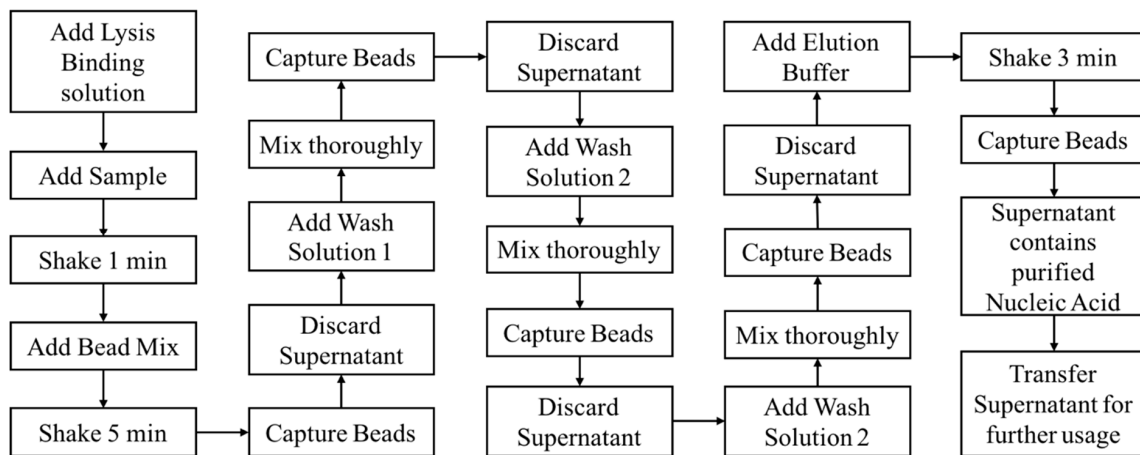 Add Lysis
Binding
solution
Add Sample
Shake 1 min
Add Bead Mix
Shake 5 min
Capture Beads
Discard
Supernatant
Add Wash
Solution 1
Mix thoroughly
Capture Beads
Discard
Supernatant
Add Wash
Solution 2
Mix thoroughly
Capture Beads
Discard
Supernatant
Add Wash
Solution 2
Mix thoroughly
Capture Beads
Discard
Supernatant
Add Elution
Buffer
Shake 3 min
Capture Beads
Supernatant
contains
purified
Nucleic Acid
Transfer
Supernatant for
further usage